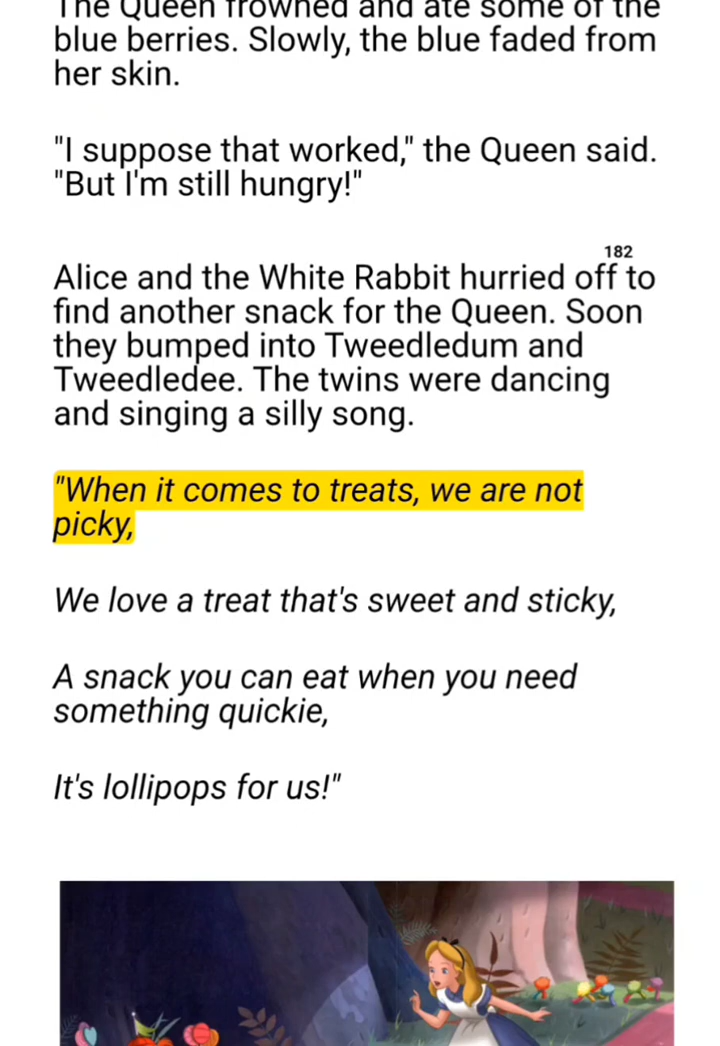 The Queen frowned and ate some of the
blue berries. Slowly, the blue faded from
her skin.
"I suppose that worked," the Queen said.
"But I'm still hungry!"
182
Alice and the White Rabbit hurried off to
find another snack for the Queen. Soon
they bumped into Tweedledum and
Tweedledee. The twins were dancing
and singing a silly song.
"When it comes to treats, we are not
picky,
We love a treat that's sweet and sticky,
A snack you can eat when you need
something quickie,
It's lollipops for us!"